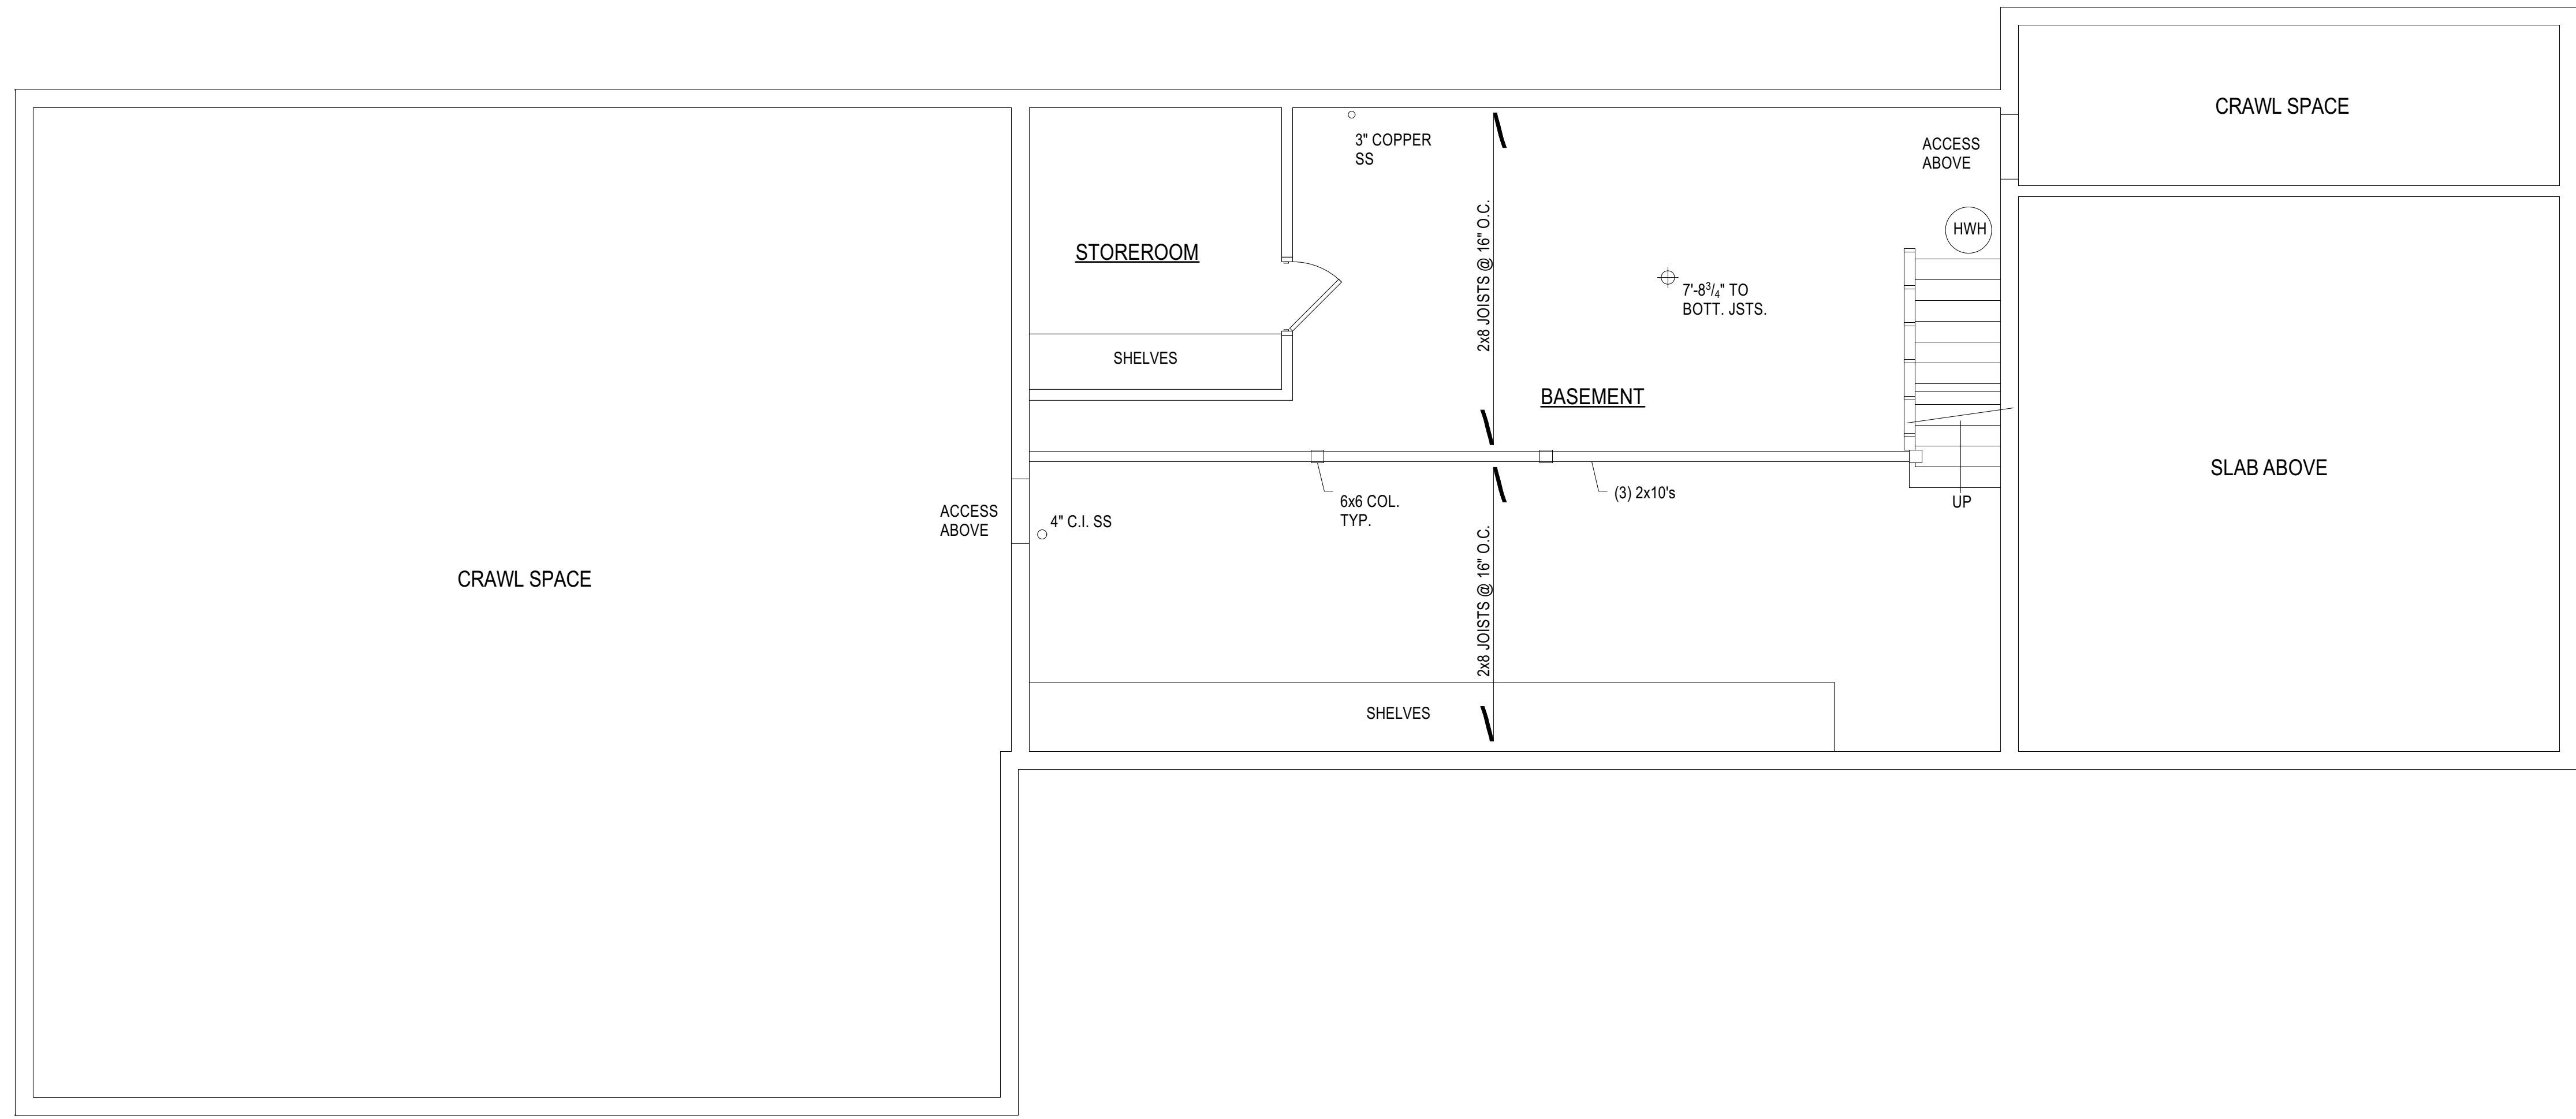 CRAWL SPACE
3" COPPER
SS
ACCESS
ABOVE
2x8 JOISTS @ 16" O.C.
HWH
STOREROOM
7'-8³/₄" TO
BOTT. JSTS.
SHELVES
BASEMENT
SLAB ABOVE
(3) 2x10's
6x6 COL.
TYP.
UP
ACCESS
ABOVE
4" C.I. SS
CRAWL SPACE
2x8 JOISTS @ 16" O.C.
SHELVES